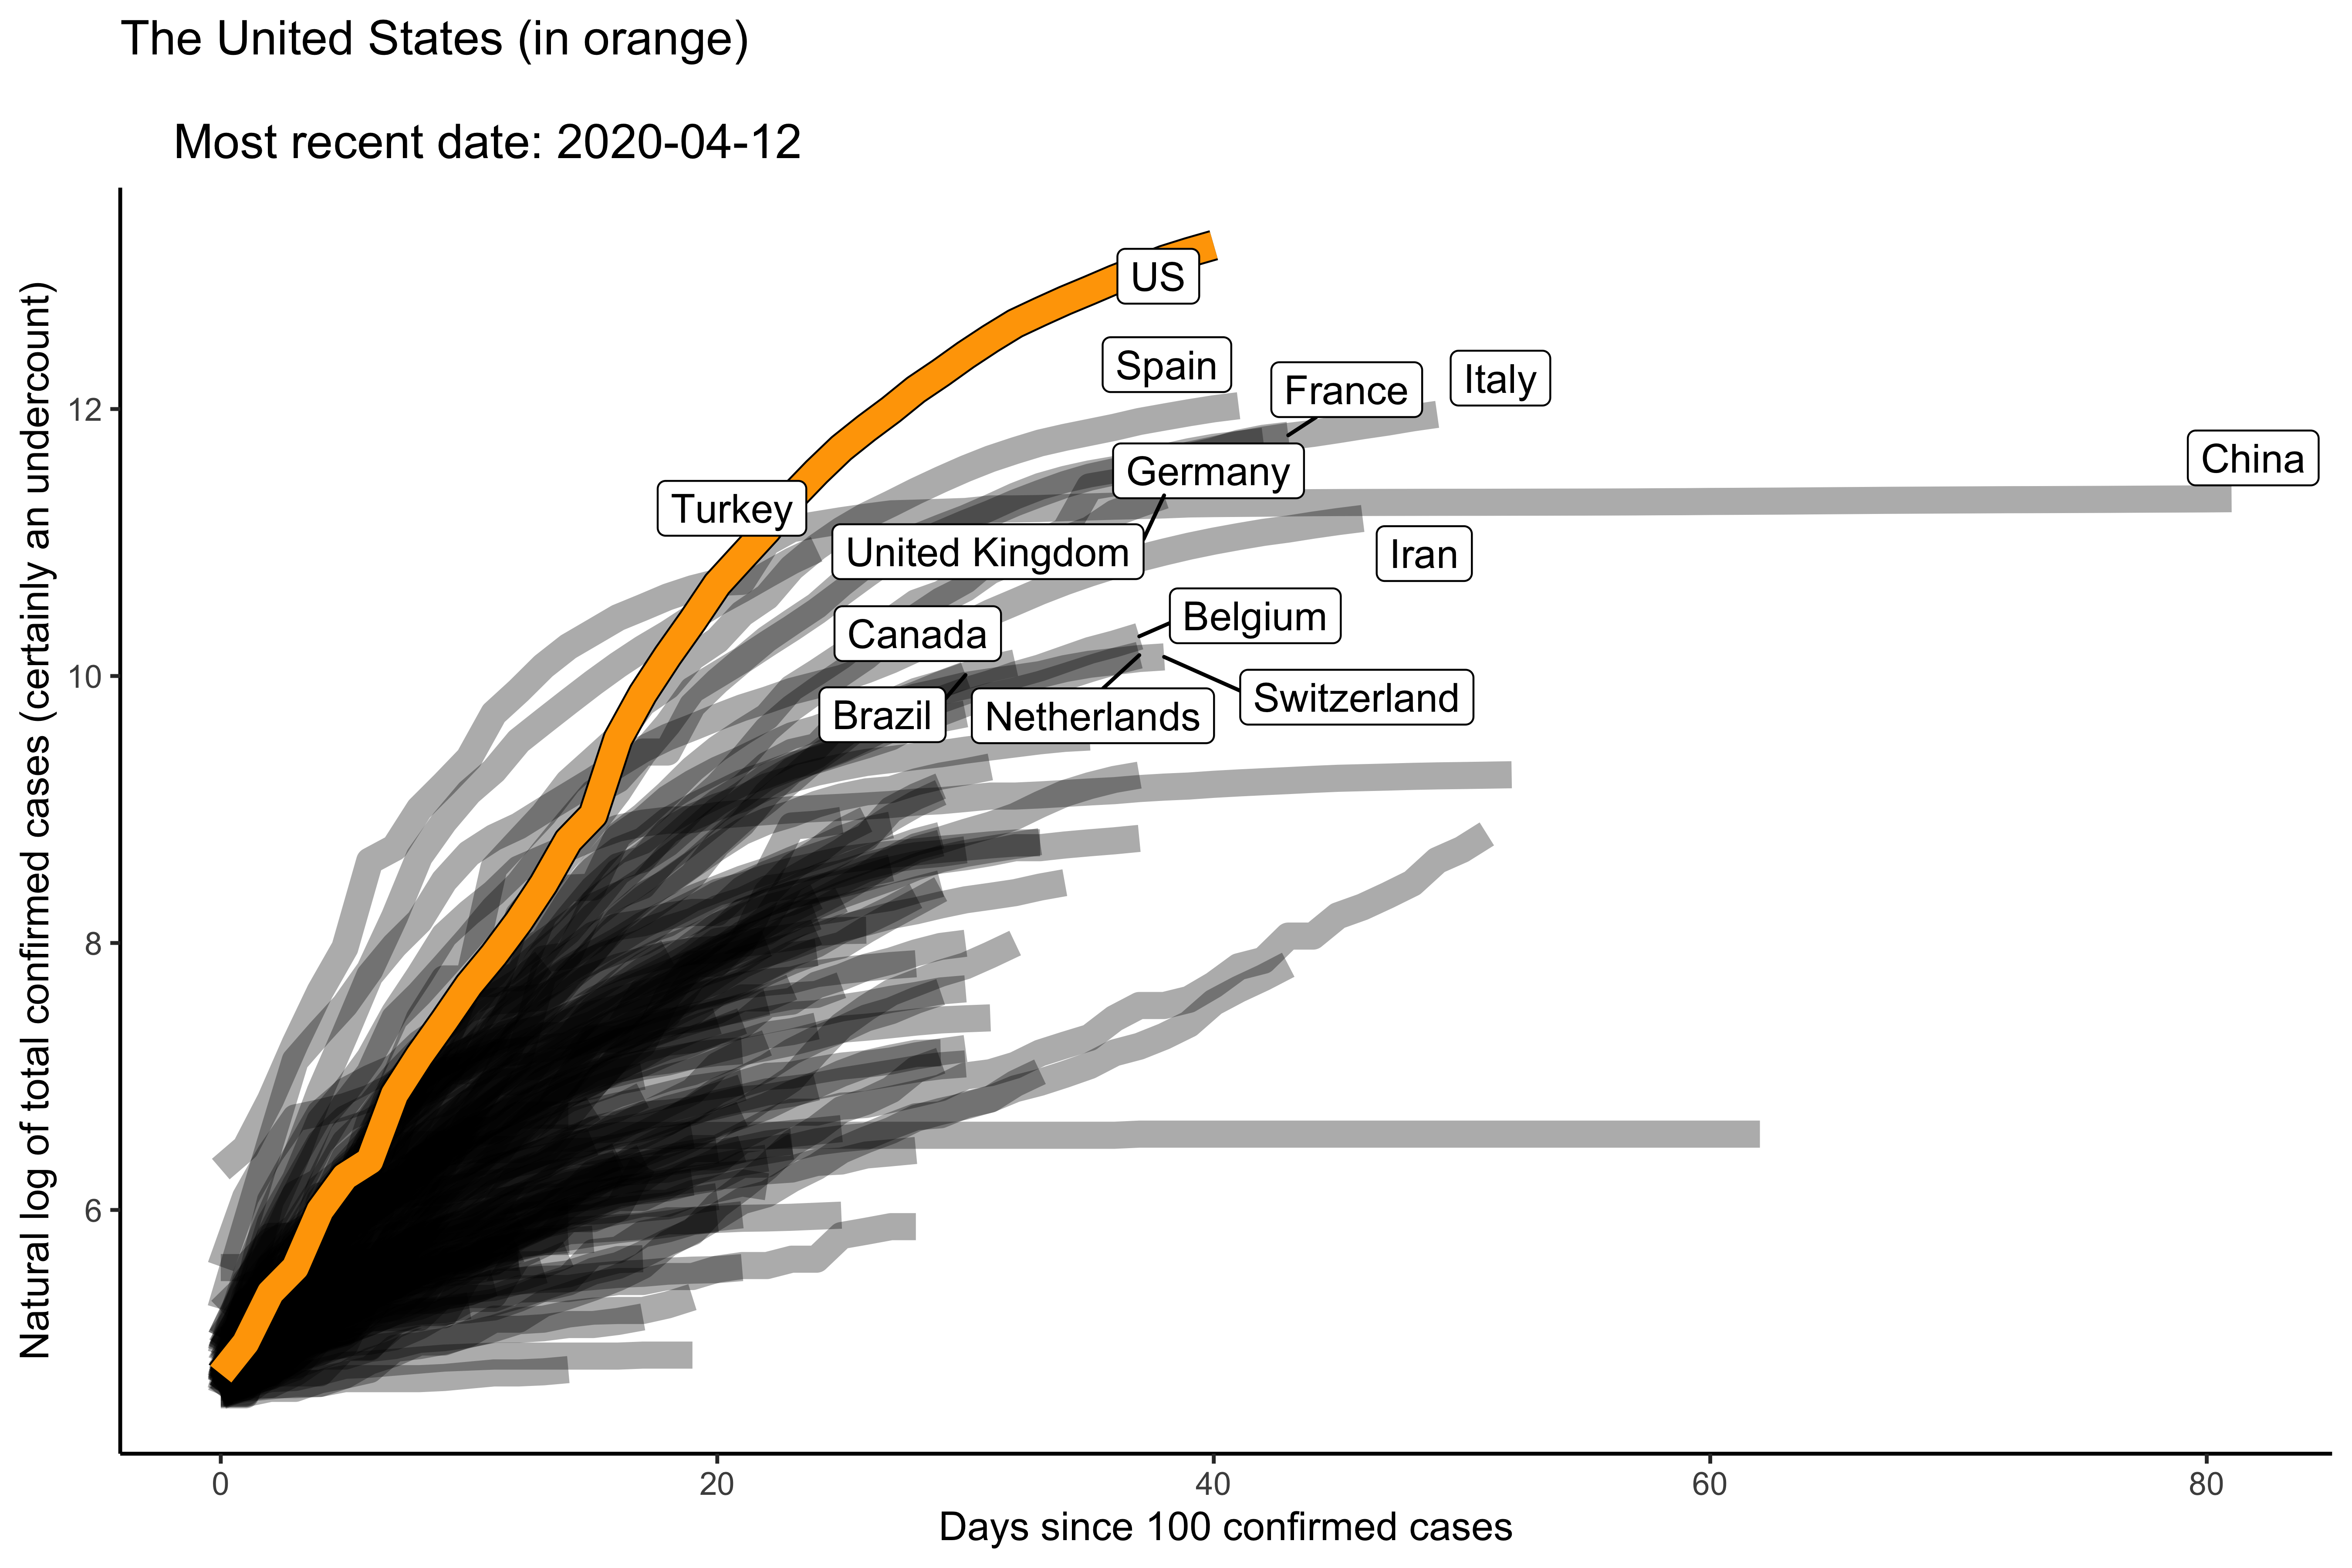 The United States (in orange)
Most recent date: 2020-04-12
Natural log of total confirmed cases (certainly an undercount)
12
10
8
6
US
Spain
France
Italy
China
Germany
Turkey
United Kingdom
Iran
Belgium
Canada
Switzerland
Brazil
Netherlands
0
20
40
60
80
Days since 100 confirmed cases